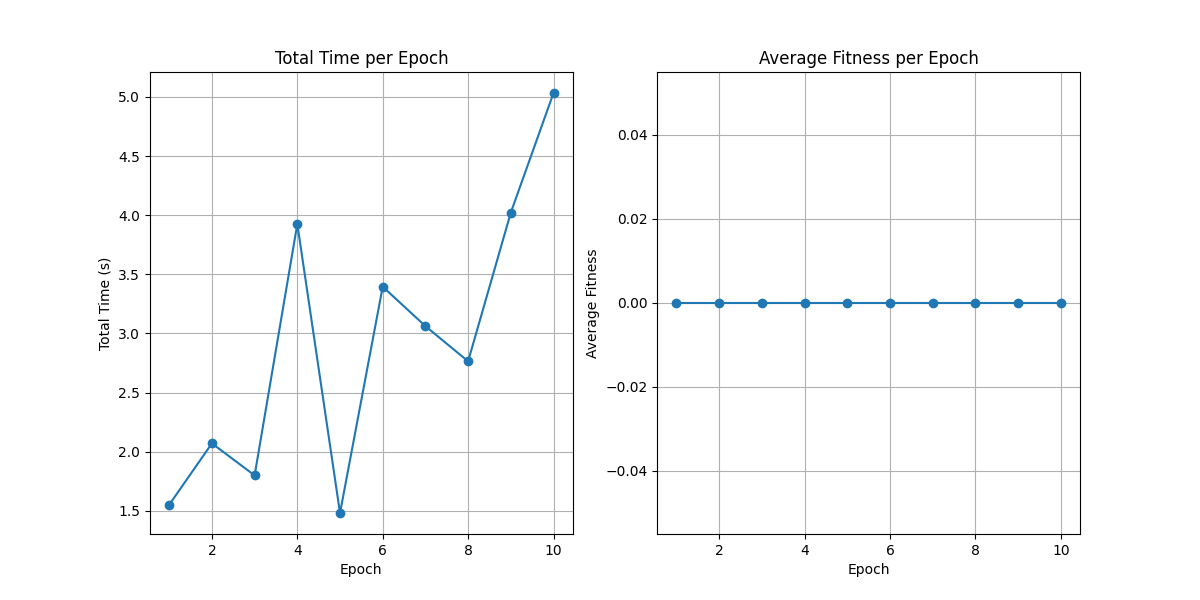 Total Time per Epoch
Total Time (s)
5.0
4.5
4.0
3.5
3.0
2.5
2.0
1.5
2 4 6 8 10
Epoch
Average Fitness per Epoch
Average Fitness
0.04
0.02
0.00
−0.02
−0.04
2 4 6 8 10
Epoch